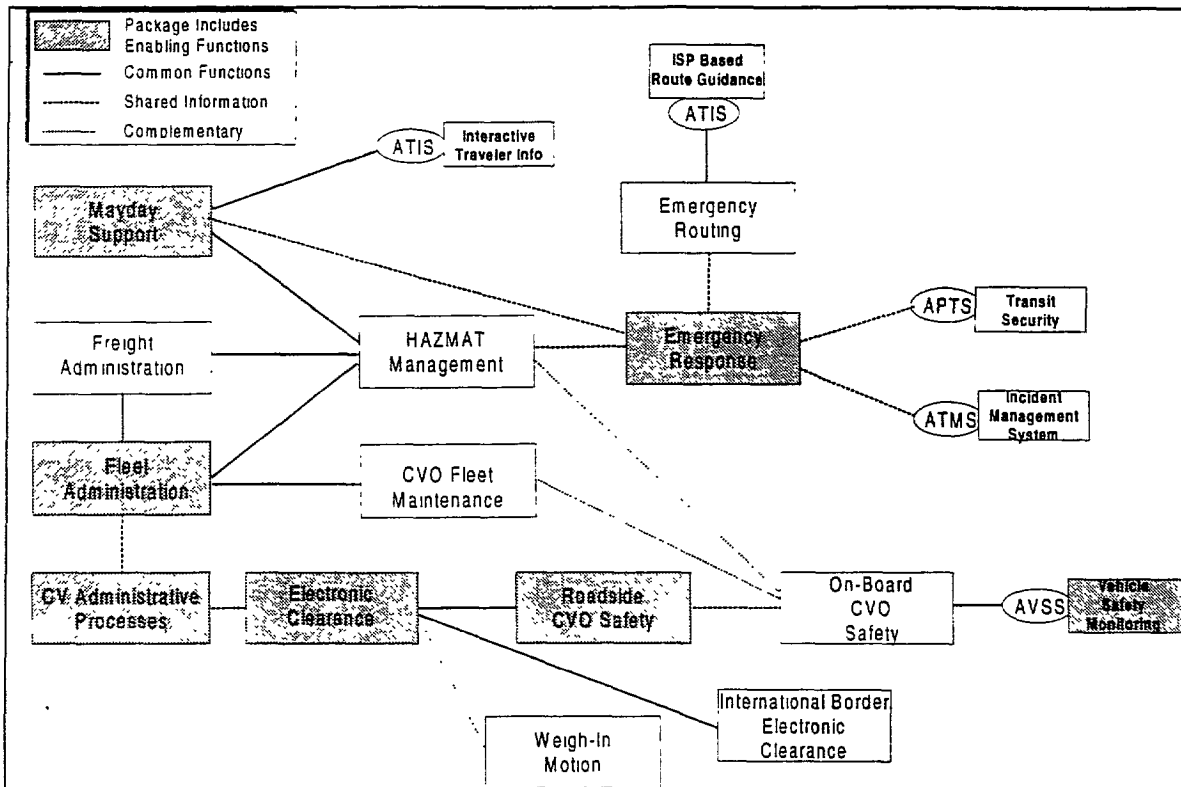 Package Includes
Enabling Functions
Common Functions
Shared Information
Complementary
ISP Based
Route Guidance
ATIS
ATIS
Interactive
Traveler Info
Mayday
Support
Emergency
Routing
APTS
Transit
Security
Freight
Administration
HAZMAT
Management
Emergency
Response
ATMS
Incident
Management
System
Fleet
Administration
CVO Fleet
Maintenance
CV Administrative
Processes
Electronic
Clearance
Roadside
CVO Safety
On-Board
CVO
Safety
AVSS
Vehicle
Safety
Monitoring
International Border
Electronic
Clearance
Weigh-In
Motion